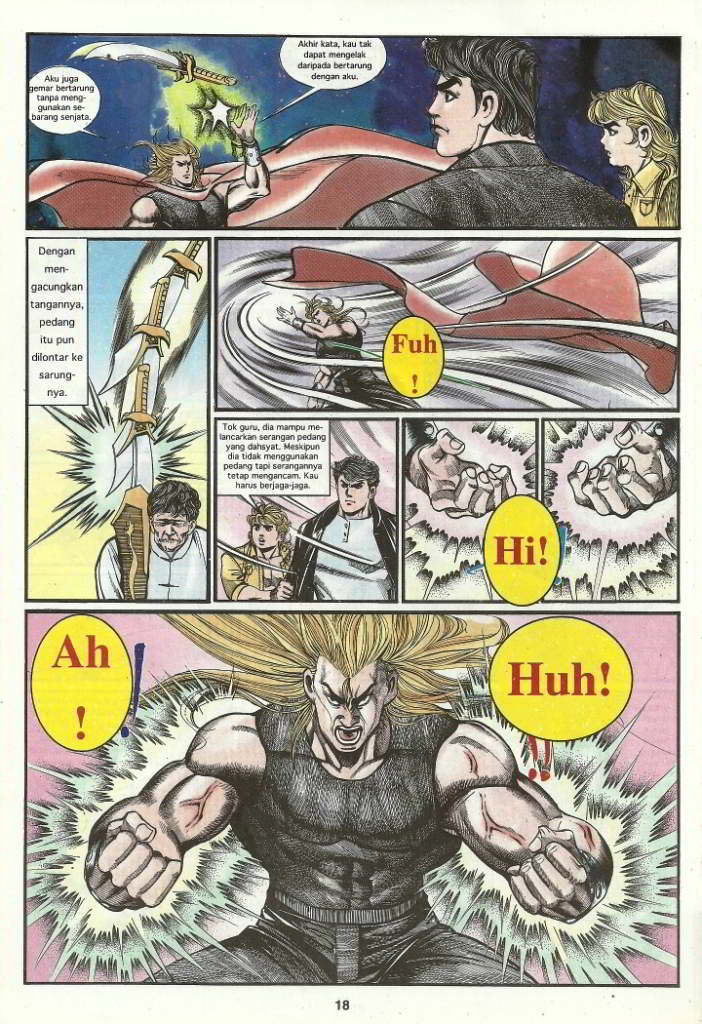 Aku juga
gemar bertarung
tanpa meng-
gunakan se-
barang senjata.
Akhir kata, kau tak
dapat mengelak
daripada bertarung
dengan aku.
Dengan
men-
gacungkan
tangannya,
pedang
itu pun
dilontar ke
sarung-
nya.
Fuh
!
Tok guru, dia mampu me-
lancarkan serangan pedang
yang dahsyat. Meskipun
dia tidak menggunakan
pedang tapi serangannya
tetap mengancam. Kau
harus berjaga-jaga.
Hi!
Ah
!
Huh!
18